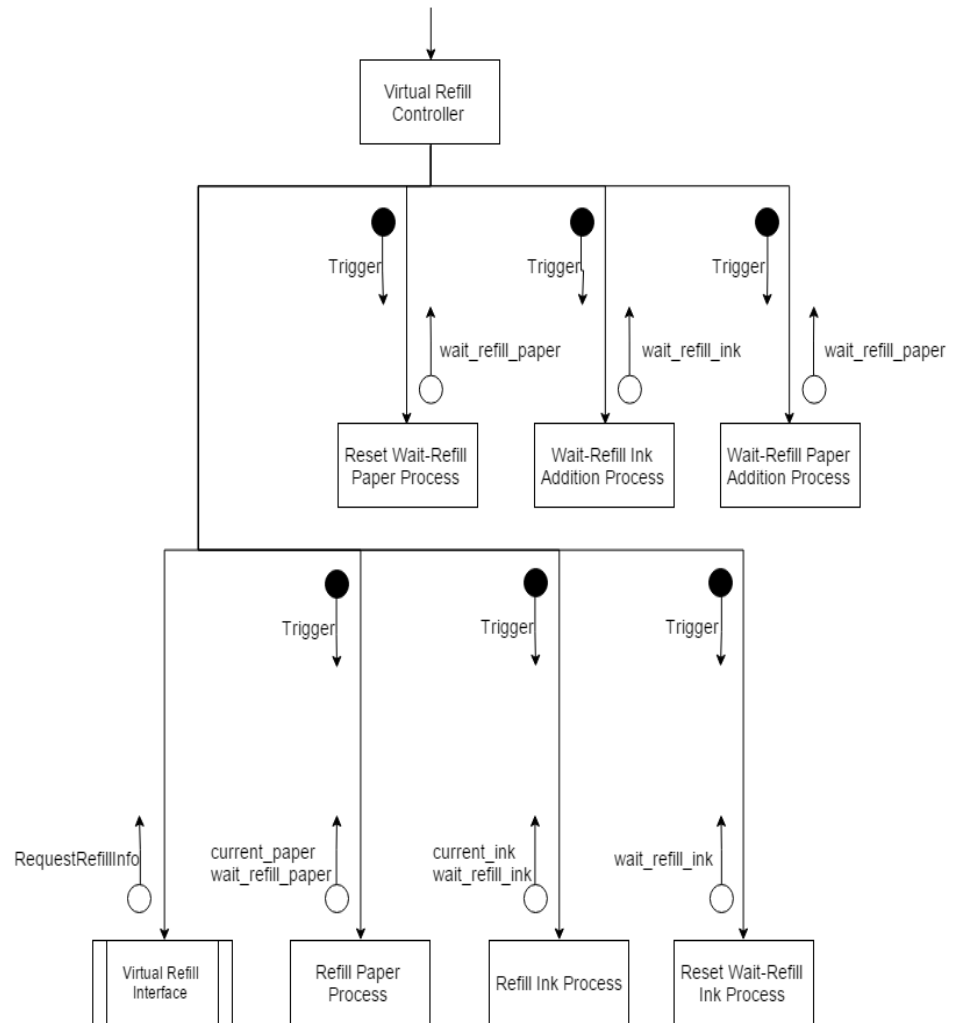 Virtual Refill
Controller
Trigger
Trigger
Trigger
wait_refill_paper
wait_refill_ink
wait_refill_paper
Reset Wait-Refill
Paper Process
Wait-Refill Ink
Addition Process
Wait-Refill Paper
Addition Process
Trigger
Trigger
Trigger
RequestRefillInfo
current_paper
wait_refill_paper
current_ink
wait_refill_ink
wait_refill_ink
Virtual Refill
Interface
Refill Paper
Process
Refill Ink Process
Reset Wait-Refill
Ink Process